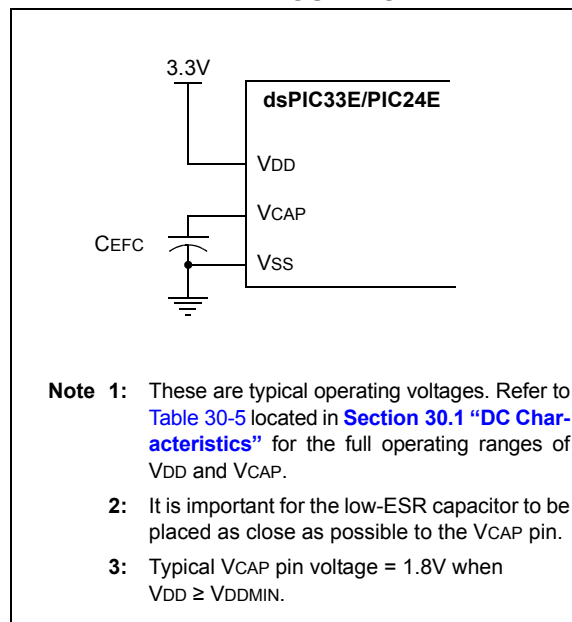 3.3V
dsPIC33E/PIC24E
VDD
VCAP
CEFC
VSS
Note 1: These are typical operating voltages. Refer to
Table 30-5 located in Section 30.1 “DC Char-
acteristics” for the full operating ranges of
VDD and VCAP.
2: It is important for the low-ESR capacitor to be
placed as close as possible to the VCAP pin.
3: Typical VCAP pin voltage = 1.8V when
VDD ≥ VDDMIN.